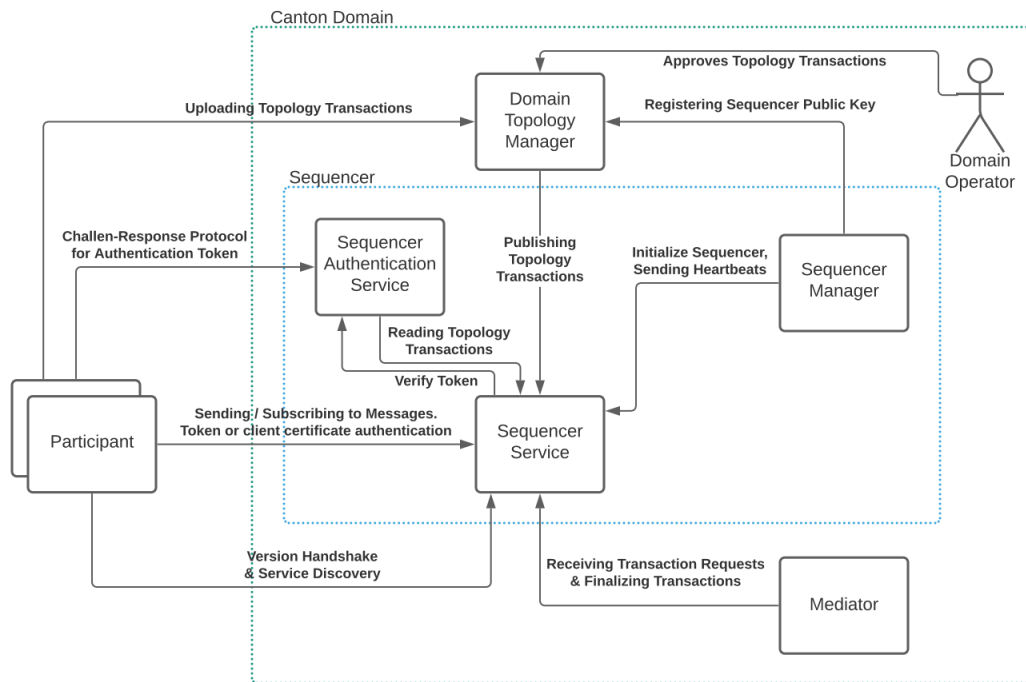 Canton Domain
Approves Topology Transactions
Uploading Topology Transactions
Domain
Topology
Manager
Registering Sequencer Public Key
Domain
Operator
Sequencer
Challen-Response Protocol
for Authentication Token
Sequencer
Authentication
Service
Publishing
Topology
Transactions
Initialize Sequencer,
Sending Heartbeats
Sequencer
Manager
Reading Topology
Transactions
Verify Token
Participant
Sending / Subscribing to Messages.
Token or client certificate authentication
Sequencer
Service
Version Handshake
& Service Discovery
Receiving Transaction Requests
& Finalizing Transactions
Mediator